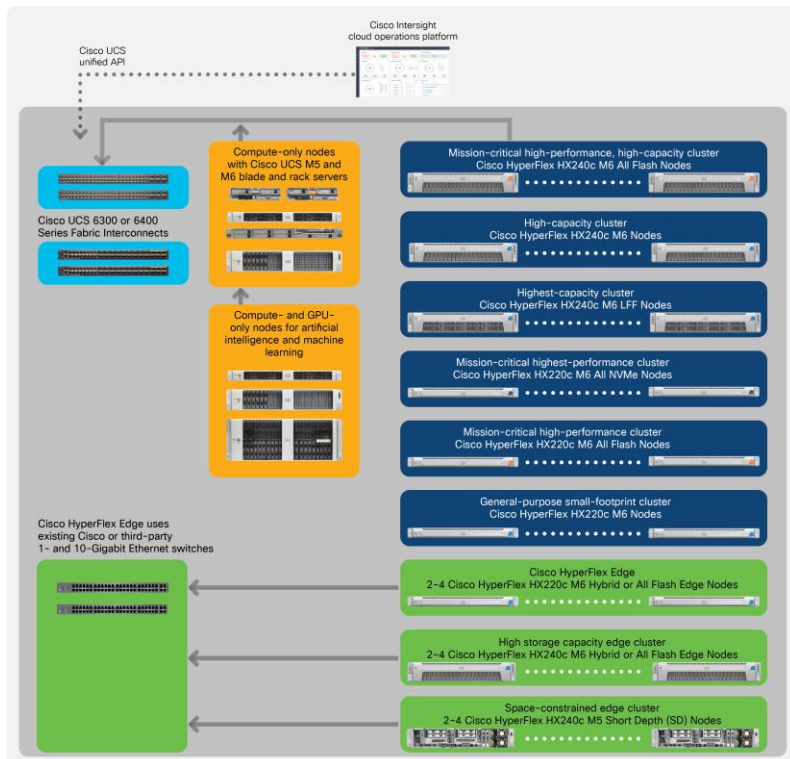 Cisco Intersight
cloud operations platform
Cisco UCS
unified API
Compute-only nodes
with Cisco UCS M5 and
M6 blade and rack servers
Cisco UCS 6300 or 6400
Series Fabric Interconnects
Compute- and GPU-
only nodes for artificial
intelligence and machine
learning
Mission-critical high-performance, high-capacity cluster
Cisco HyperFlex HX240c M6 All Flash Nodes
High-capacity cluster
Cisco HyperFlex HX240c M6 Nodes
Highest-capacity cluster
Cisco HyperFlex HX240c M6 LFF Nodes
Mission-critical highest-performance cluster
Cisco HyperFlex HX220c M6 All NVMe Nodes
Mission-critical high-performance cluster
Cisco HyperFlex HX220c M6 All Flash Nodes
General-purpose small-footprint cluster
Cisco HyperFlex HX220c M6 Nodes
Cisco HyperFlex Edge uses
existing Cisco or third-party
1- and 10-Gigabit Ethernet switches
Cisco HyperFlex Edge
2-4 Cisco HyperFlex HX220c M6 Hybrid or All Flash Edge Nodes
High storage capacity edge cluster
2-4 Cisco HyperFlex HX240c M6 Hybrid or All Flash Edge Nodes
Space-constrained edge cluster
2-4 Cisco HyperFlex HX240c M5 Short Depth (SD) Nodes